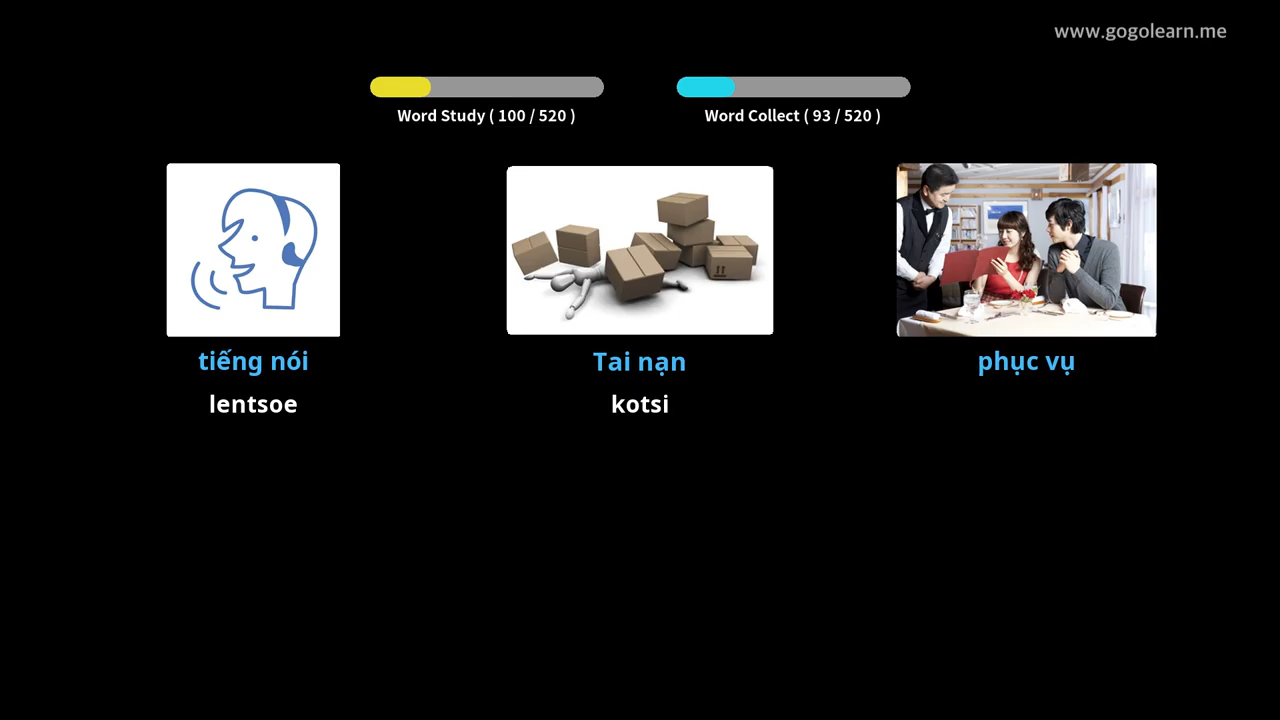 www.gogolearn.me
Word Study ( 100 / 520 )
Word Collect ( 93 / 520 )
tiếng nói
Tai nạn
phục vụ
lentsoe
kotsi